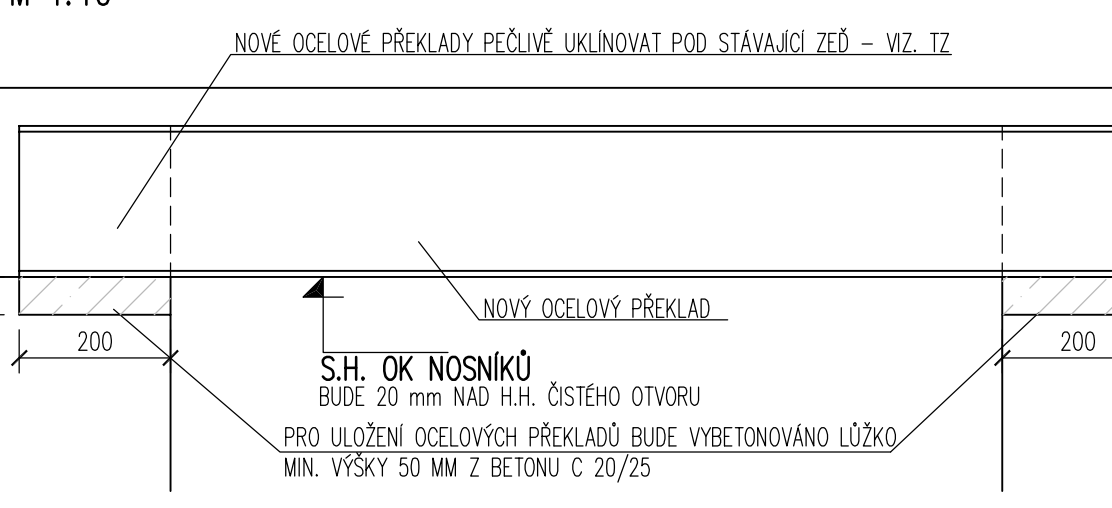 NOVÉ OCELOVÉ PŘEKLADY PEČLIVĚ UKLÍNOVAT POD STÁVAJÍCÍ ZEĎ – VIZ. TZ
NOVÝ OCELOVÝ PŘEKLAD
200
200
S.H. OK NOSNÍKŮ
BUDE 20 mm NAD H.H. ČISTÉHO OTVORU
PRO ULOŽENÍ OCELOVÝCH PŘEKLADŮ BUDE VYBETONOVÁNO LŮŽKO
MIN. VÝŠKY 50 MM Z BETONU C 20/25